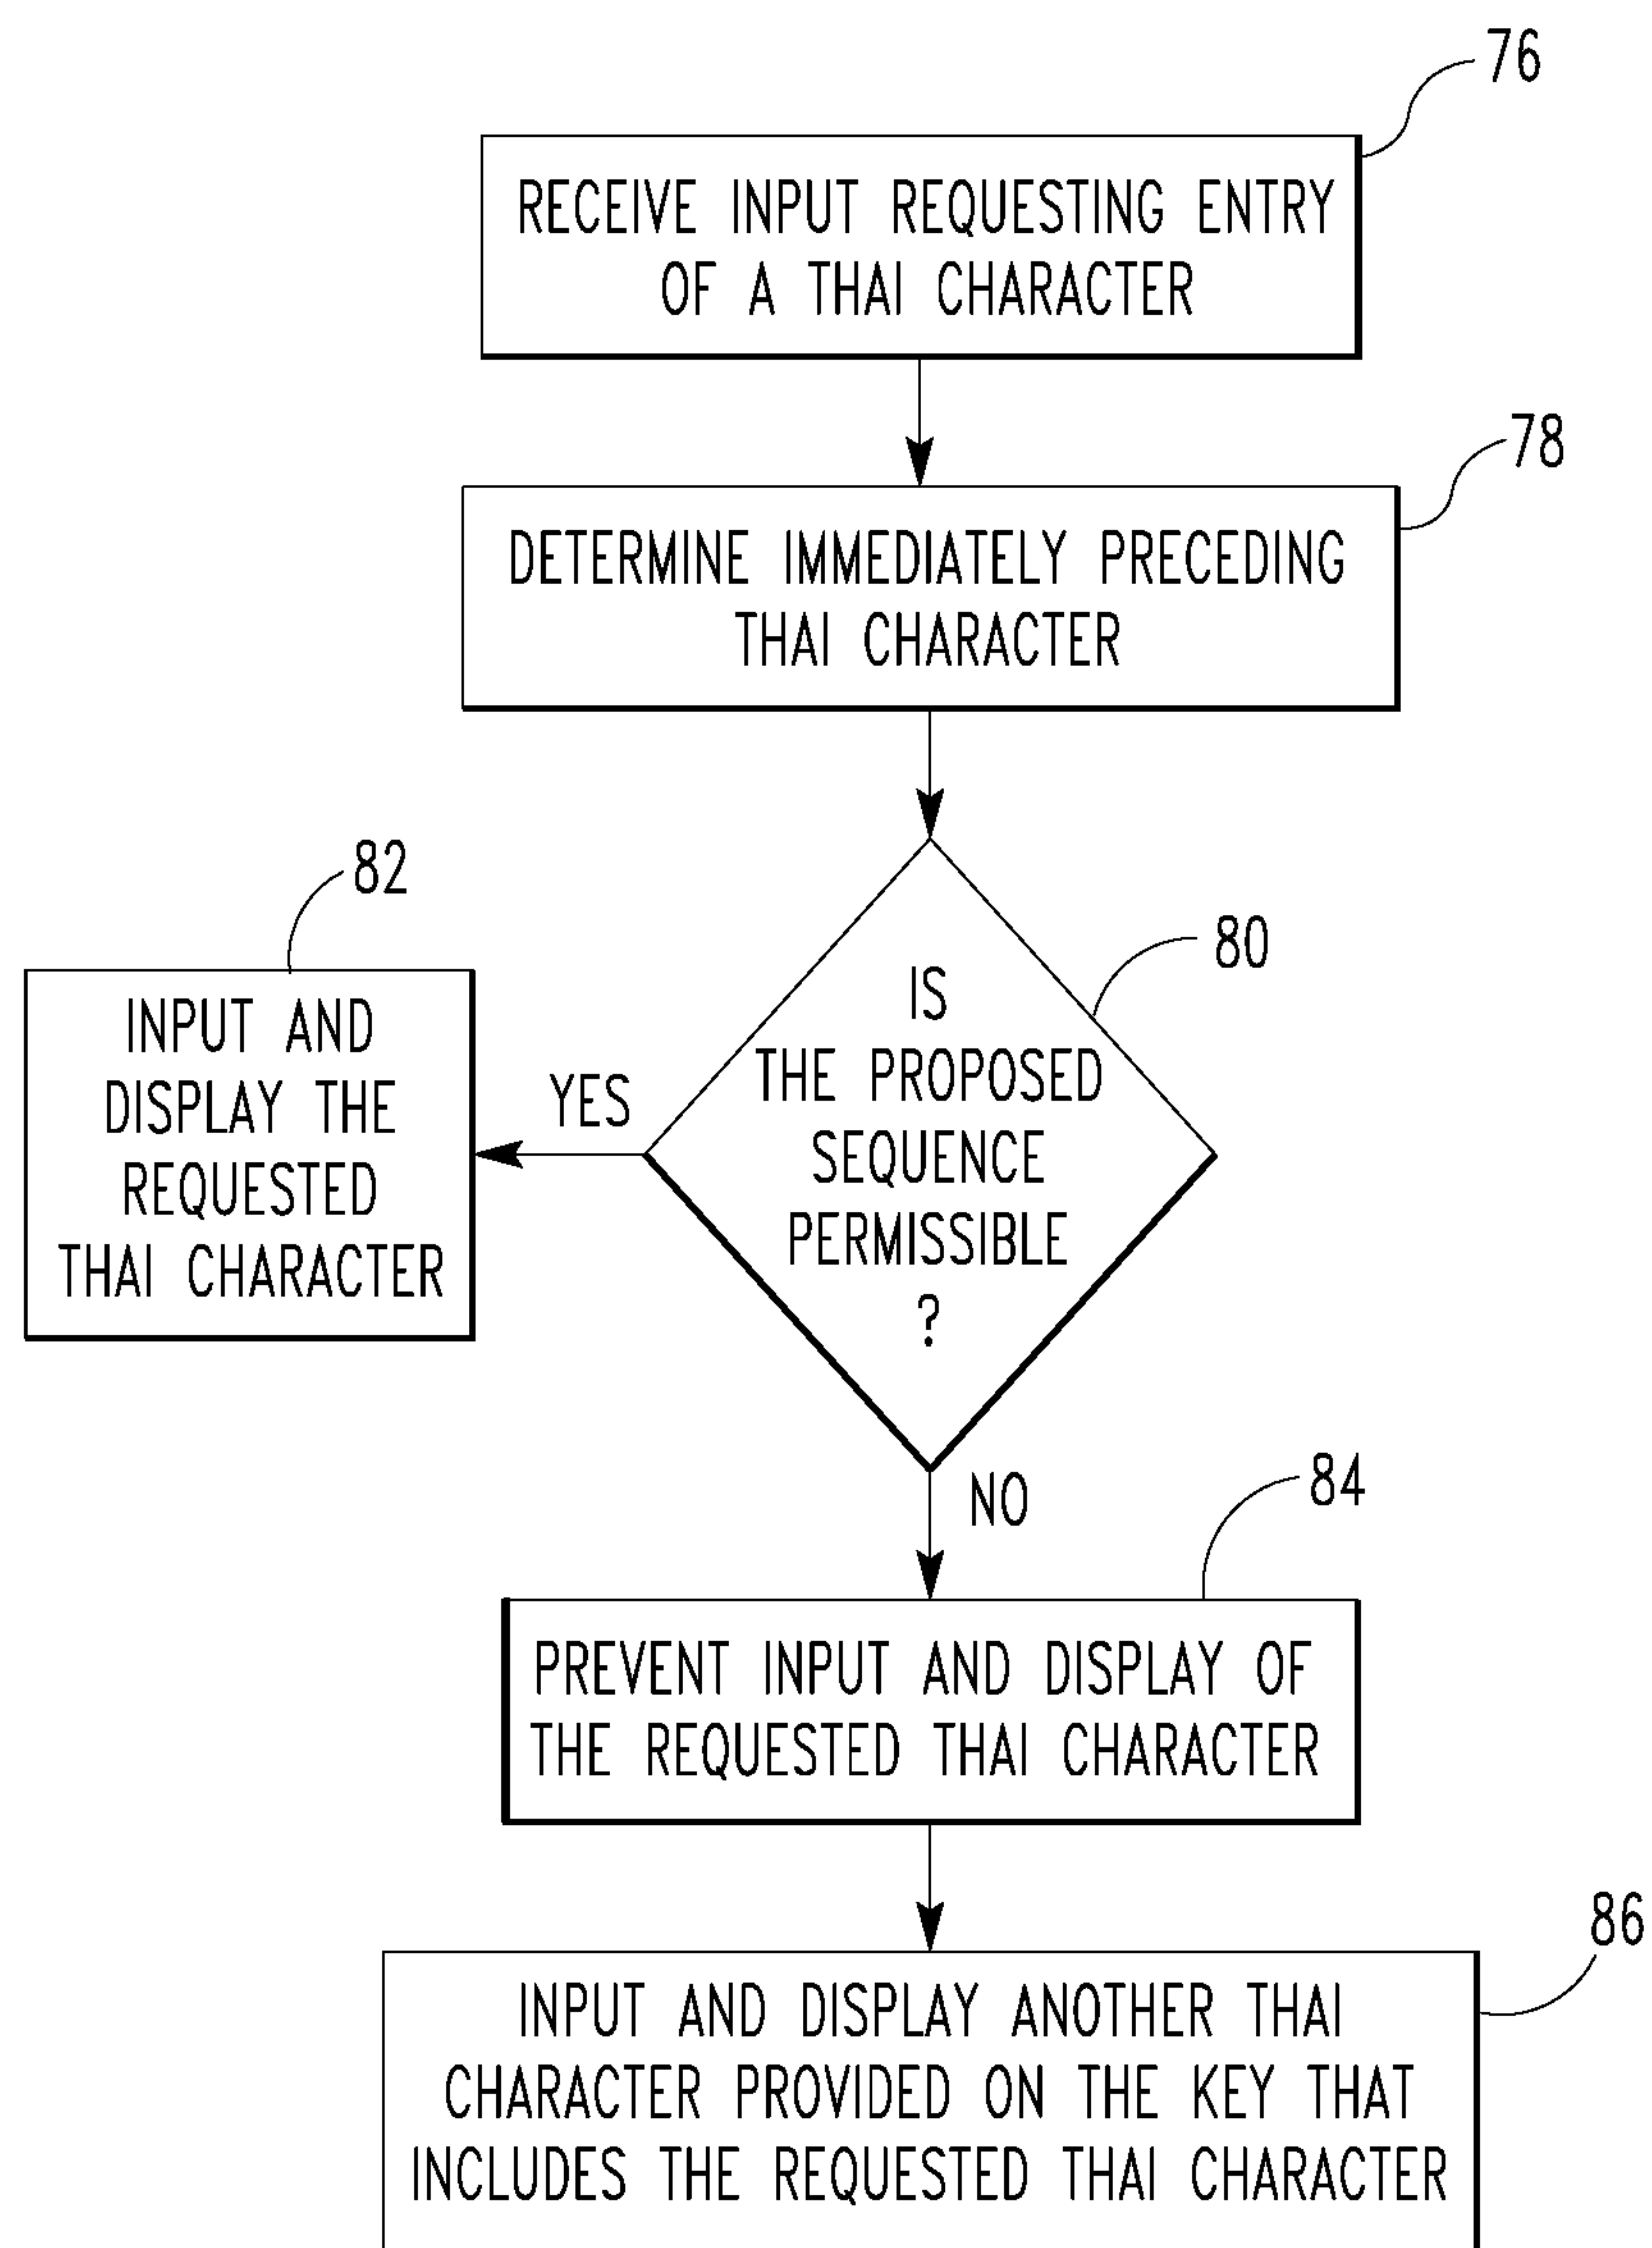 76
RECEIVE INPUT REQUESTING ENTRY
OF A THAI CHARACTER
78
DETERMINE IMMEDIATELY PRECEDING
THAI CHARACTER
82
INPUT AND
DISPLAY THE
REQUESTED
THAI CHARACTER
YES
80
IS
THE PROPOSED
SEQUENCE
PERMISSIBLE
?
NO
84
PREVENT INPUT AND DISPLAY OF
THE REQUESTED THAI CHARACTER
86
INPUT AND DISPLAY ANOTHER THAI
CHARACTER PROVIDED ON THE KEY THAT
INCLUDES THE REQUESTED THAI CHARACTER